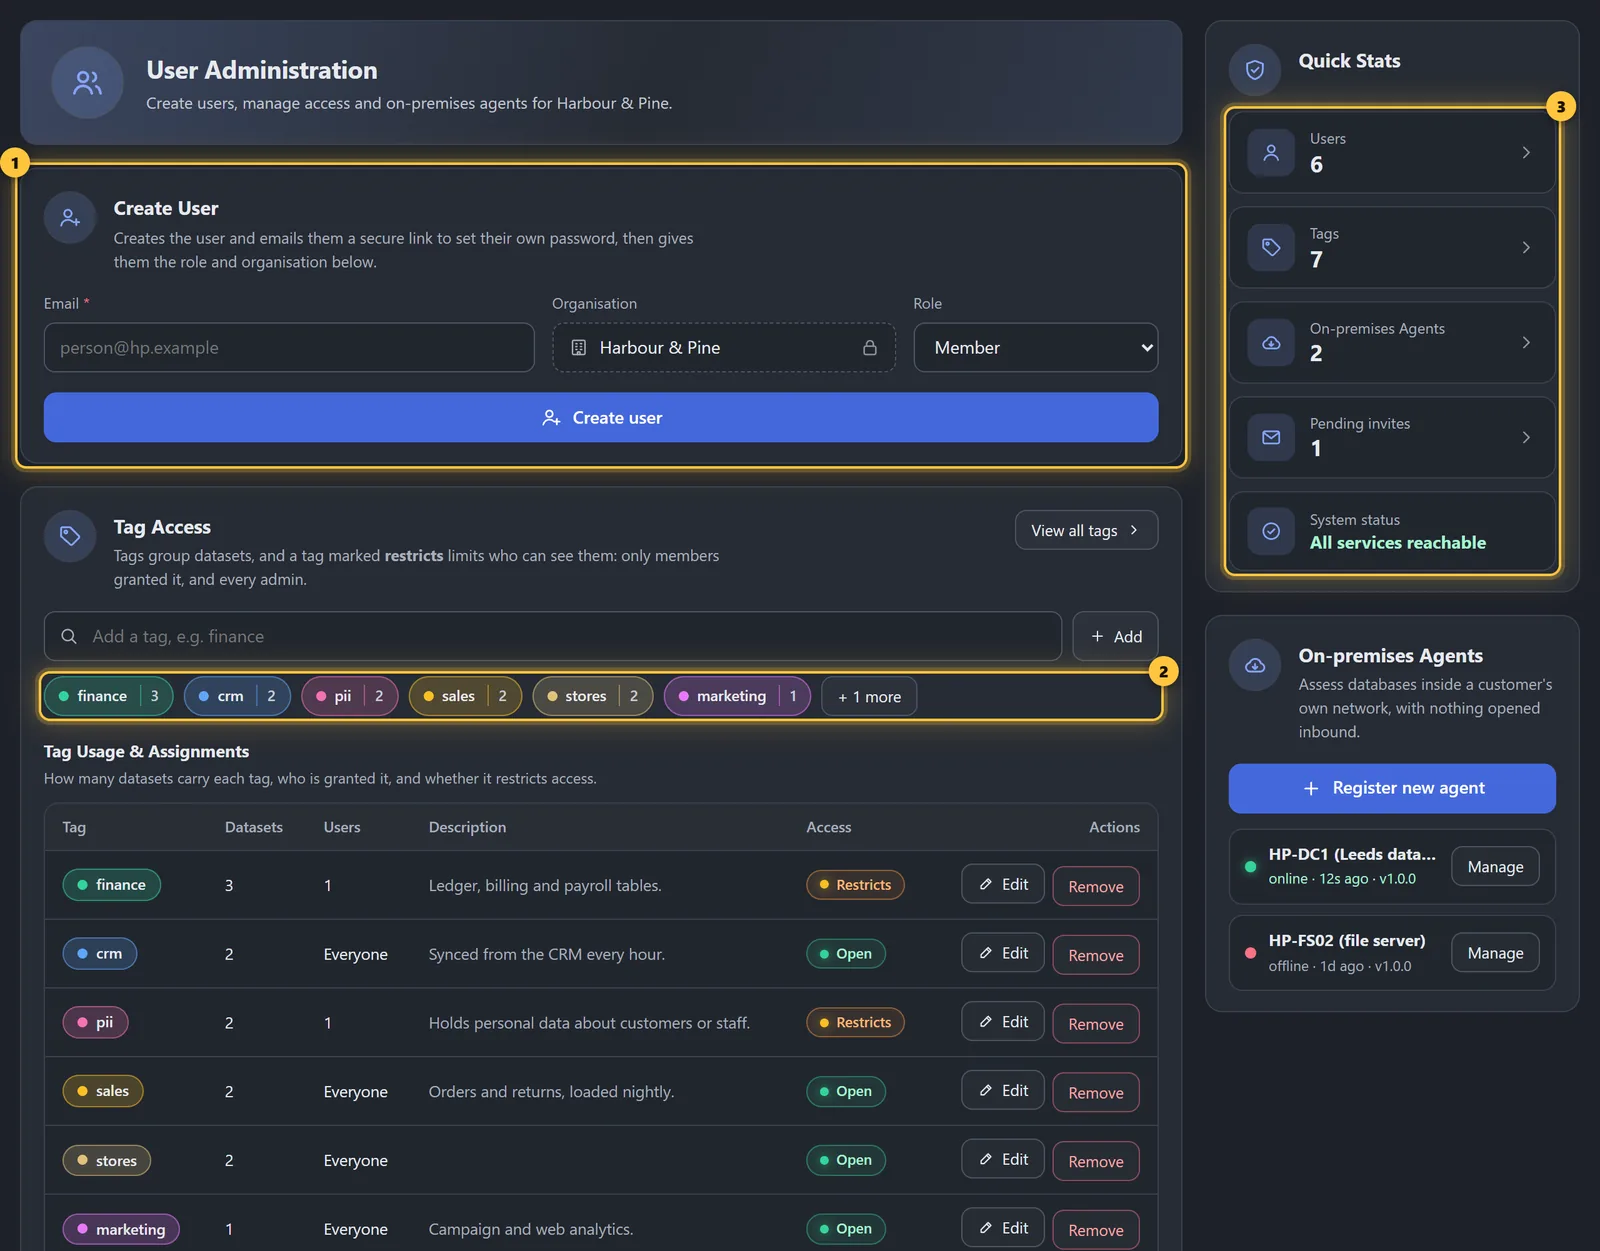 User Administration
Create users, manage access and on-premises agents for Harbour & Pine.
1
Create User
Creates the user and emails them a secure link to set their own password, then gives
them the role and organisation below.
Email *
Organisation
Role
person@hp.example
Harbour & Pine
Member
Create user
Tag Access
Tags group datasets, and a tag marked restricts limits who can see them: only members
granted it, and every admin.
View all tags
Add a tag, e.g. finance
+ Add
2
finance 3
crm 2
pii 2
sales 2
stores 2
marketing 1
+ 1 more
Tag Usage & Assignments
How many datasets carry each tag, who is granted it, and whether it restricts access.
Tag Datasets Users Description Access Actions
finance 3 1 Ledger, billing and payroll tables. Restricts Edit Remove
crm 2 Everyone Synced from the CRM every hour. Open Edit Remove
pii 2 1 Holds personal data about customers or staff. Restricts Edit Remove
sales 2 Everyone Orders and returns, loaded nightly. Open Edit Remove
stores 2 Everyone Open Edit Remove
marketing 1 Everyone Campaign and web analytics. Open Edit Remove
Quick Stats
3
Users
6
Tags
7
On-premises Agents
2
Pending invites
1
System status
All services reachable
On-premises Agents
Assess databases inside a customer's
own network, with nothing opened
inbound.
+ Register new agent
HP-DC1 (Leeds data...
online · 12s ago · v1.0.0
Manage
HP-FS02 (file server)
offline · 1d ago · v1.0.0
Manage